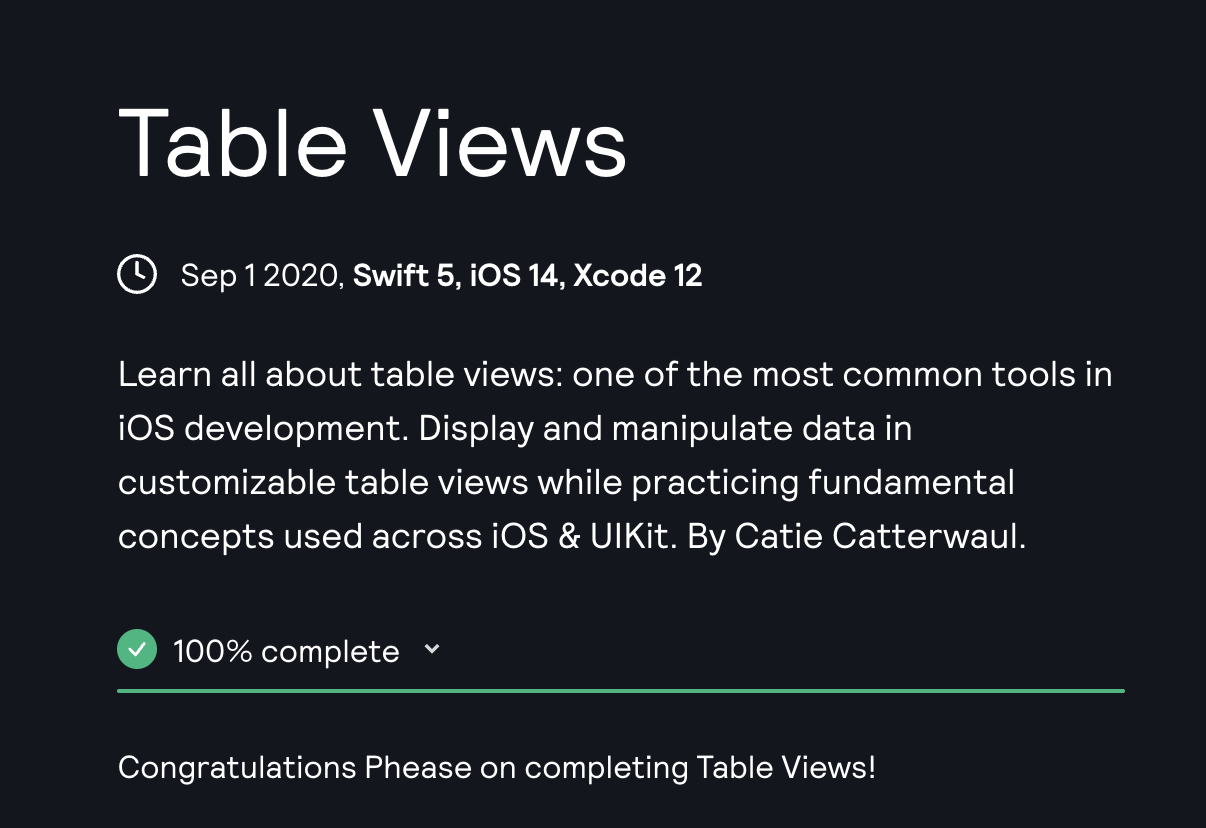 Table Views
Sep 1 2020, Swift 5, iOS 14, Xcode 12
Learn all about table views: one of the most common tools in
iOS development. Display and manipulate data in
customizable table views while practicing fundamental
concepts used across iOS & UIKit. By Catie Catterwaul.
100% complete
Congratulations Phease on completing Table Views!